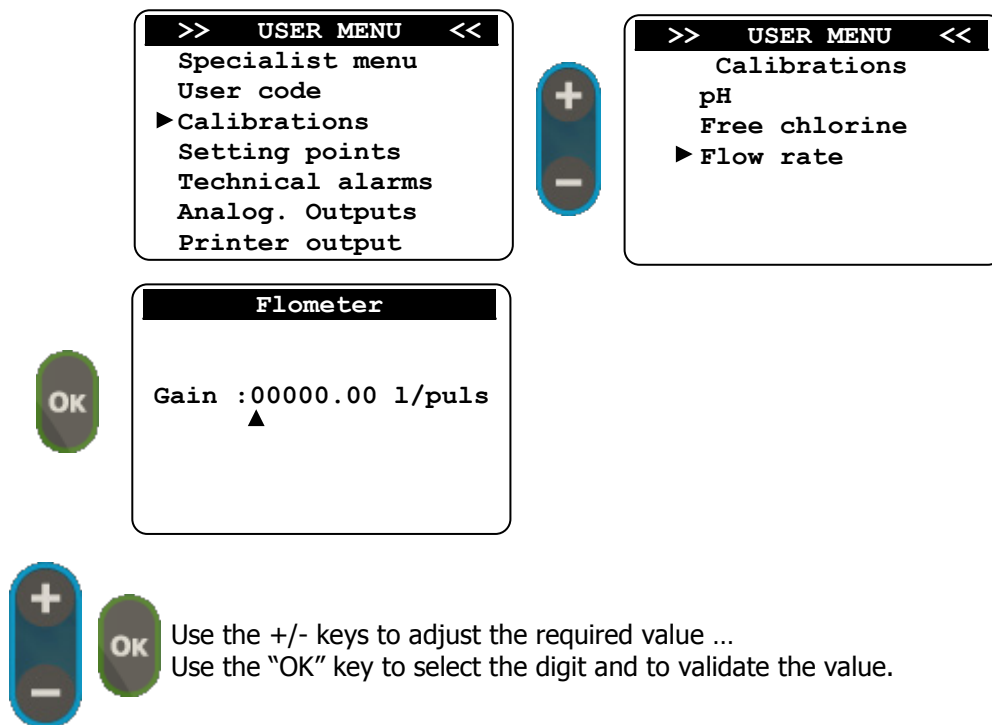 >> USER MENU <<
Specialist menu
User code
►Calibrations
Setting points
Technical alarms
Analog. Outputs
Printer output
+
−
>> USER MENU <<
Calibrations
pH
Free chlorine
►Flow rate
OK
Flometer
Gain :00000.00 l/puls
▲
+
−
OK
Use the +/- keys to adjust the required value …
Use the “OK” key to select the digit and to validate the value.